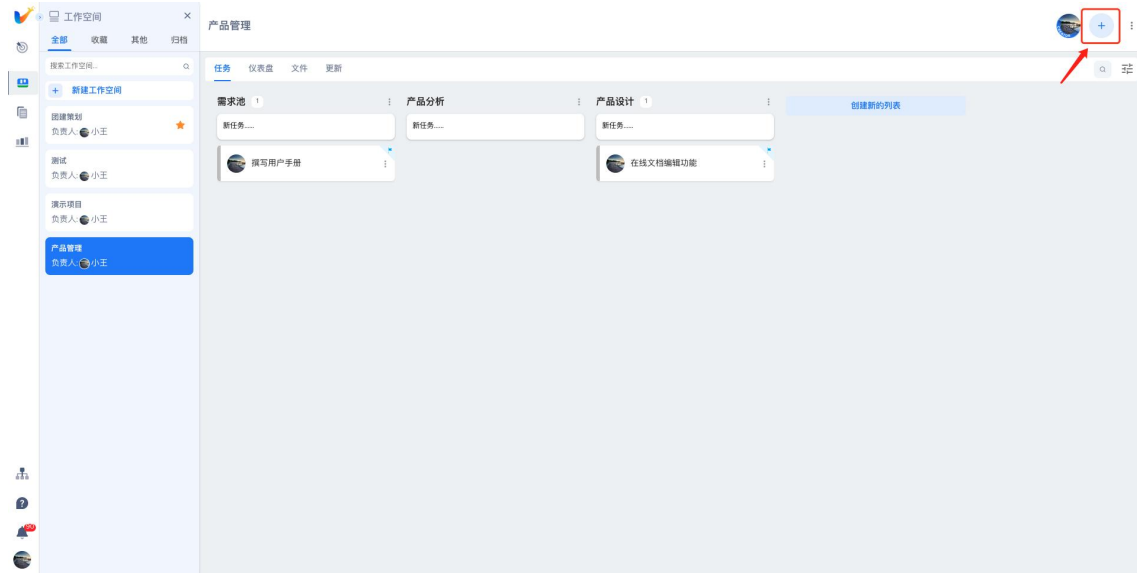 工作空间 ×
全部 收藏 其他 归档
搜索工作空间...
+ 新建工作空间
团建策划
负责人: 小王
测试
负责人: 小王
演示项目
负责人: 小王
产品管理
负责人: 小王
产品管理
+
任务 仪表盘 文件 更新
需求池 1
新任务......
撰写用户手册
产品分析
新任务......
产品设计 1
新任务......
在线文档编辑功能
创建新的列表